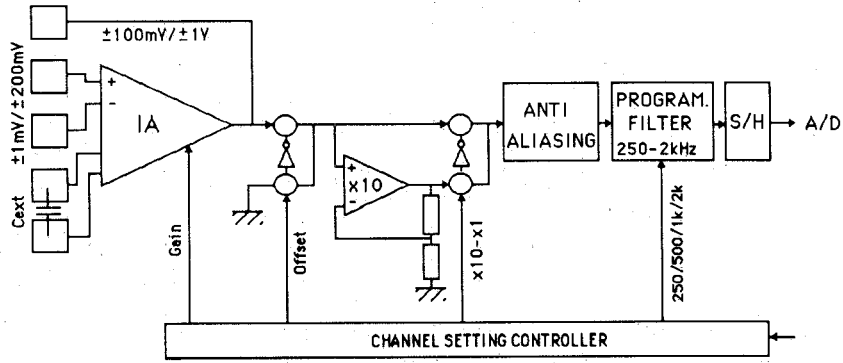 ±100mV/±1V
±1mV/±200mV
+
-
IA
Cext
Gain
Offset
+
x10
-
x10-x1
ANTI
ALIASING
PROGRAM.
FILTER
250-2kHz
S/H
A/D
250/500/1k/2k
CHANNEL SETTING CONTROLLER